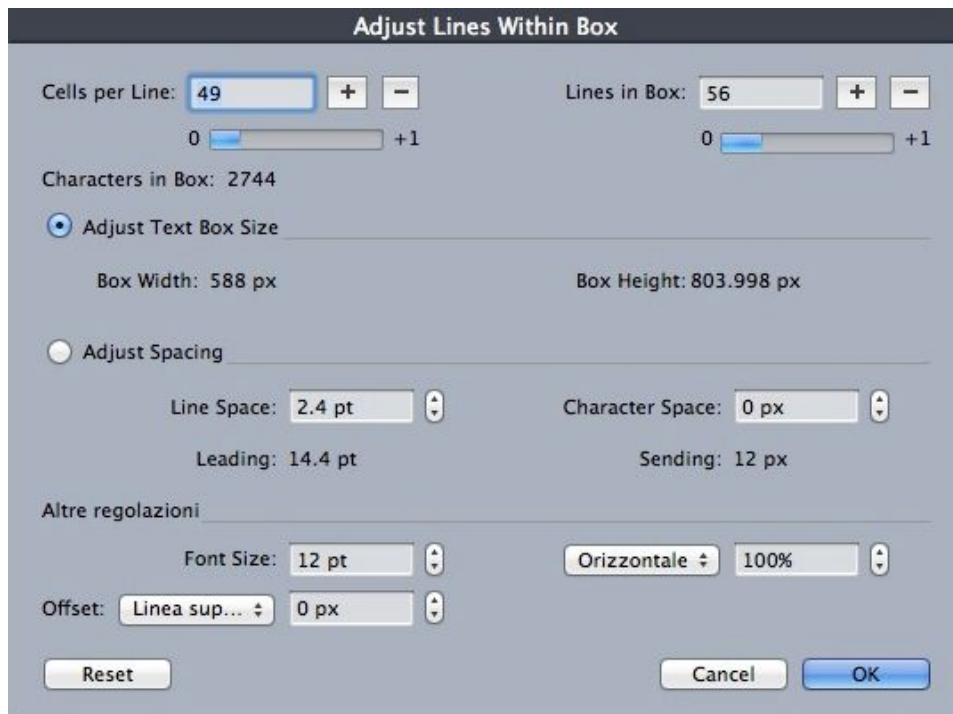 Adjust Lines Within Box
Cells per Line: 49 + − Lines in Box: 56 + −
0 +1 0 +1
Characters in Box: 2744
Adjust Text Box Size
Box Width: 588 px Box Height: 803.998 px
Adjust Spacing
Line Space: 2.4 pt Character Space: 0 px
Leading: 14.4 pt Sending: 12 px
Altre regolazioni
Font Size: 12 pt Orizzontale 100%
Offset: Linea sup... 0 px
Reset Cancel OK